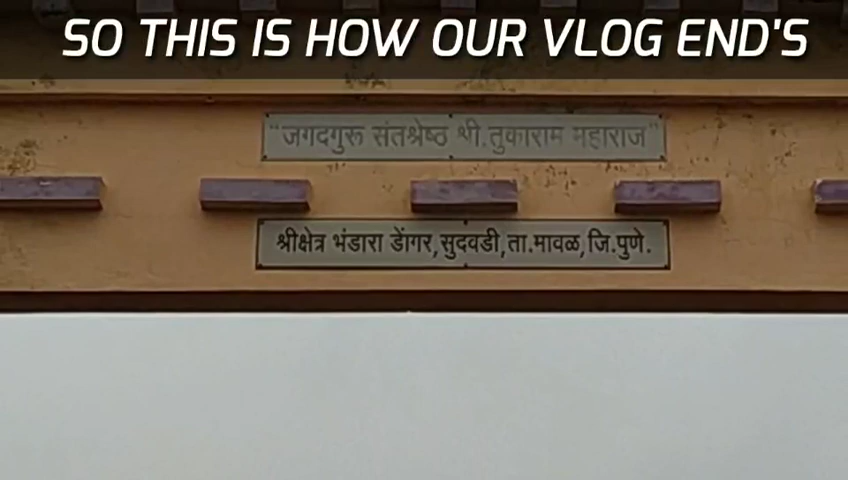 SO THIS IS HOW OUR VLOG END'S
"जगदगुरू संतश्रेष्ठ श्री.तुकाराम महाराज"
श्रीक्षेत्र भंडारा डोंगर,सुदवडी,ता.मावळ,जि.पुणे.